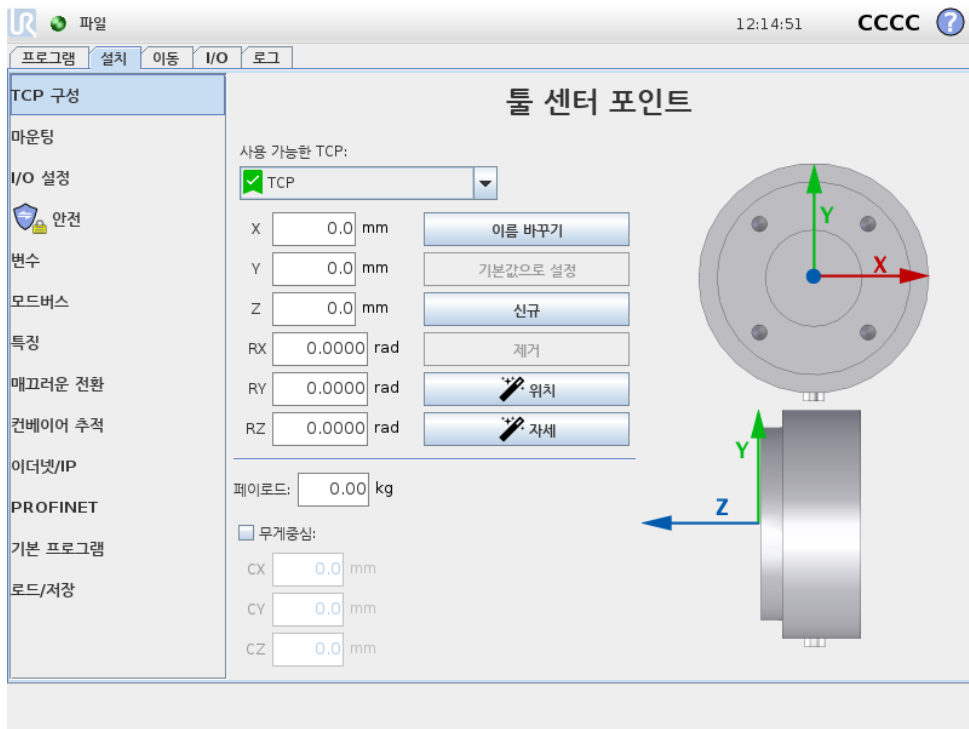 UR 파일 12:14:51 CCCC ?
프로그램 설치 이동 I/O 로그
TCP 구성
마운팅
I/O 설정
안전
변수
모드버스
특징
매끄러운 전환
컨베이어 추적
이더넷/IP
PROFINET
기본 프로그램
로드/저장
툴 센터 포인트
사용 가능한 TCP:
TCP
X 0.0 mm 이름 바꾸기
Y 0.0 mm 기본값으로 설정
Z 0.0 mm 신규
RX 0.0000 rad 제거
RY 0.0000 rad 위치
RZ 0.0000 rad 자세
페이로드: 0.00 kg
무게중심:
CX 0.0 mm
CY 0.0 mm
CZ 0.0 mm
Y
X
Y
Z